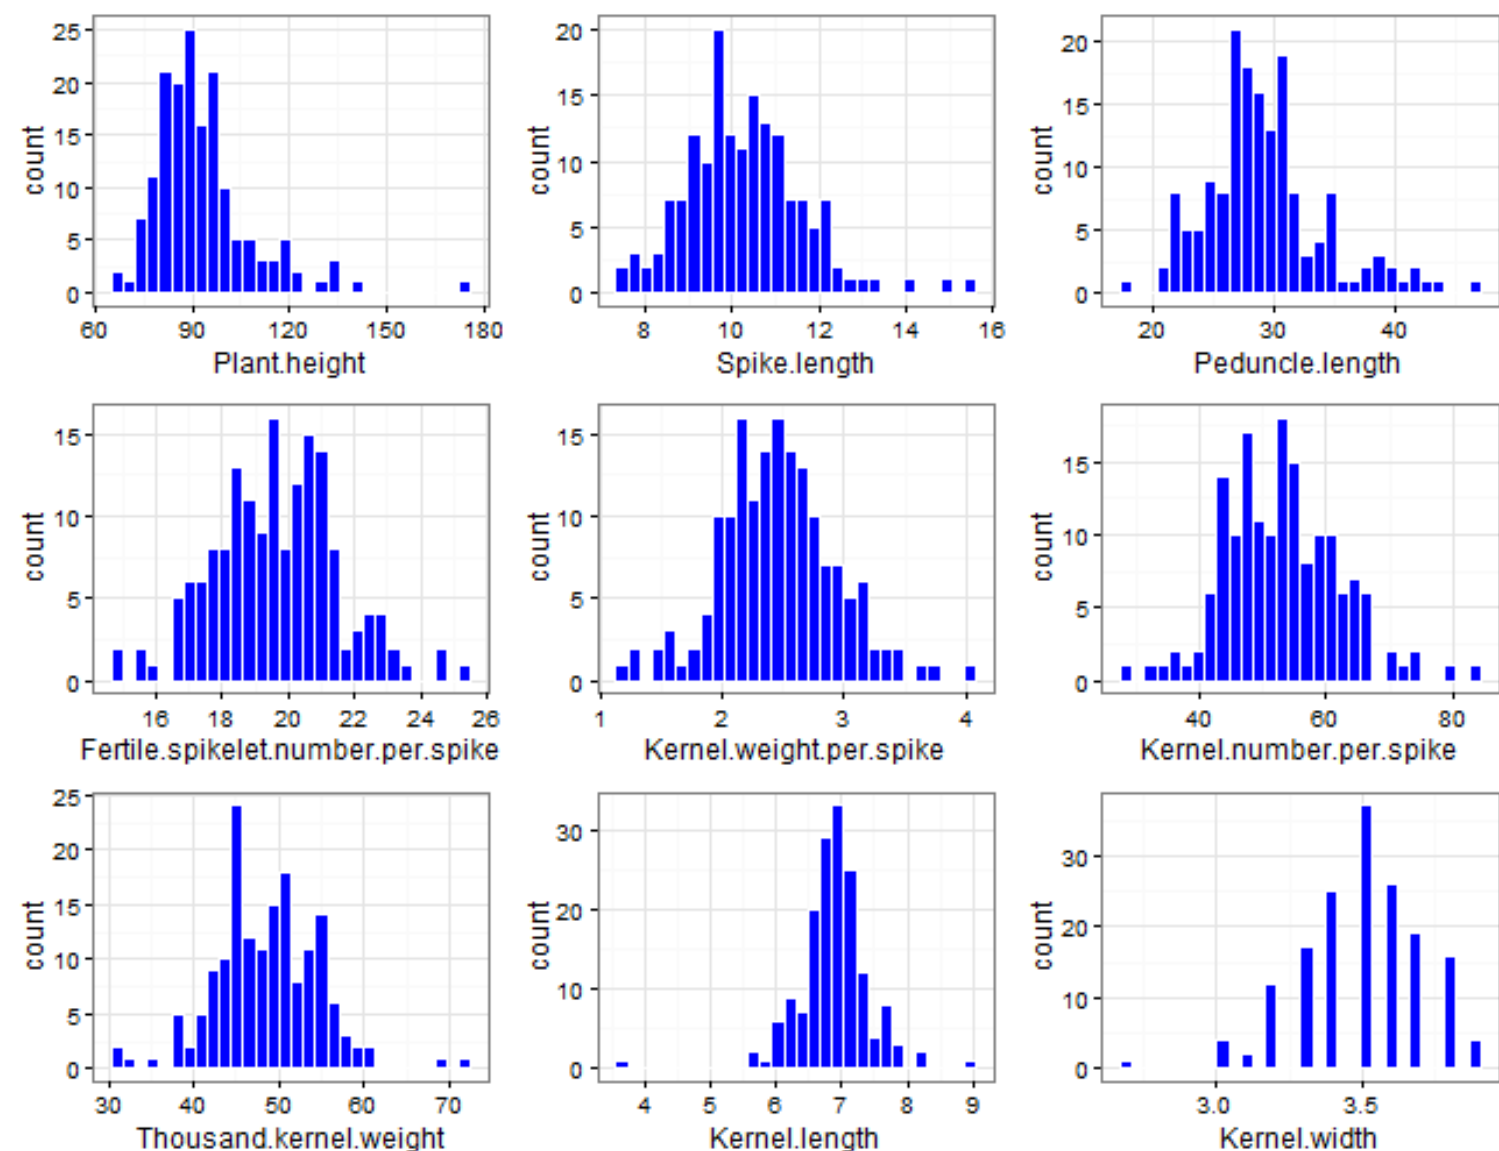 25
20
15
10
5
0
count
60 90 120 150 180
Plant.height
20
15
10
5
0
count
8 10 12 14 16
Spike.length
20
15
10
5
0
count
20 30 40
Peduncle.length
15
10
5
0
count
16 18 20 22 24 26
Fertile.spikelet.number.per.spike
15
10
5
0
count
1 2 3 4
Kernel.weight.per.spike
15
10
5
0
count
40 60 80
Kernel.number.per.spike
25
20
15
10
5
0
count
30 40 50 60 70
Thousand.kernel.weight
30
20
10
0
count
4 5 6 7 8 9
Kernel.length
30
20
10
0
count
3.0 3.5
Kernel.width